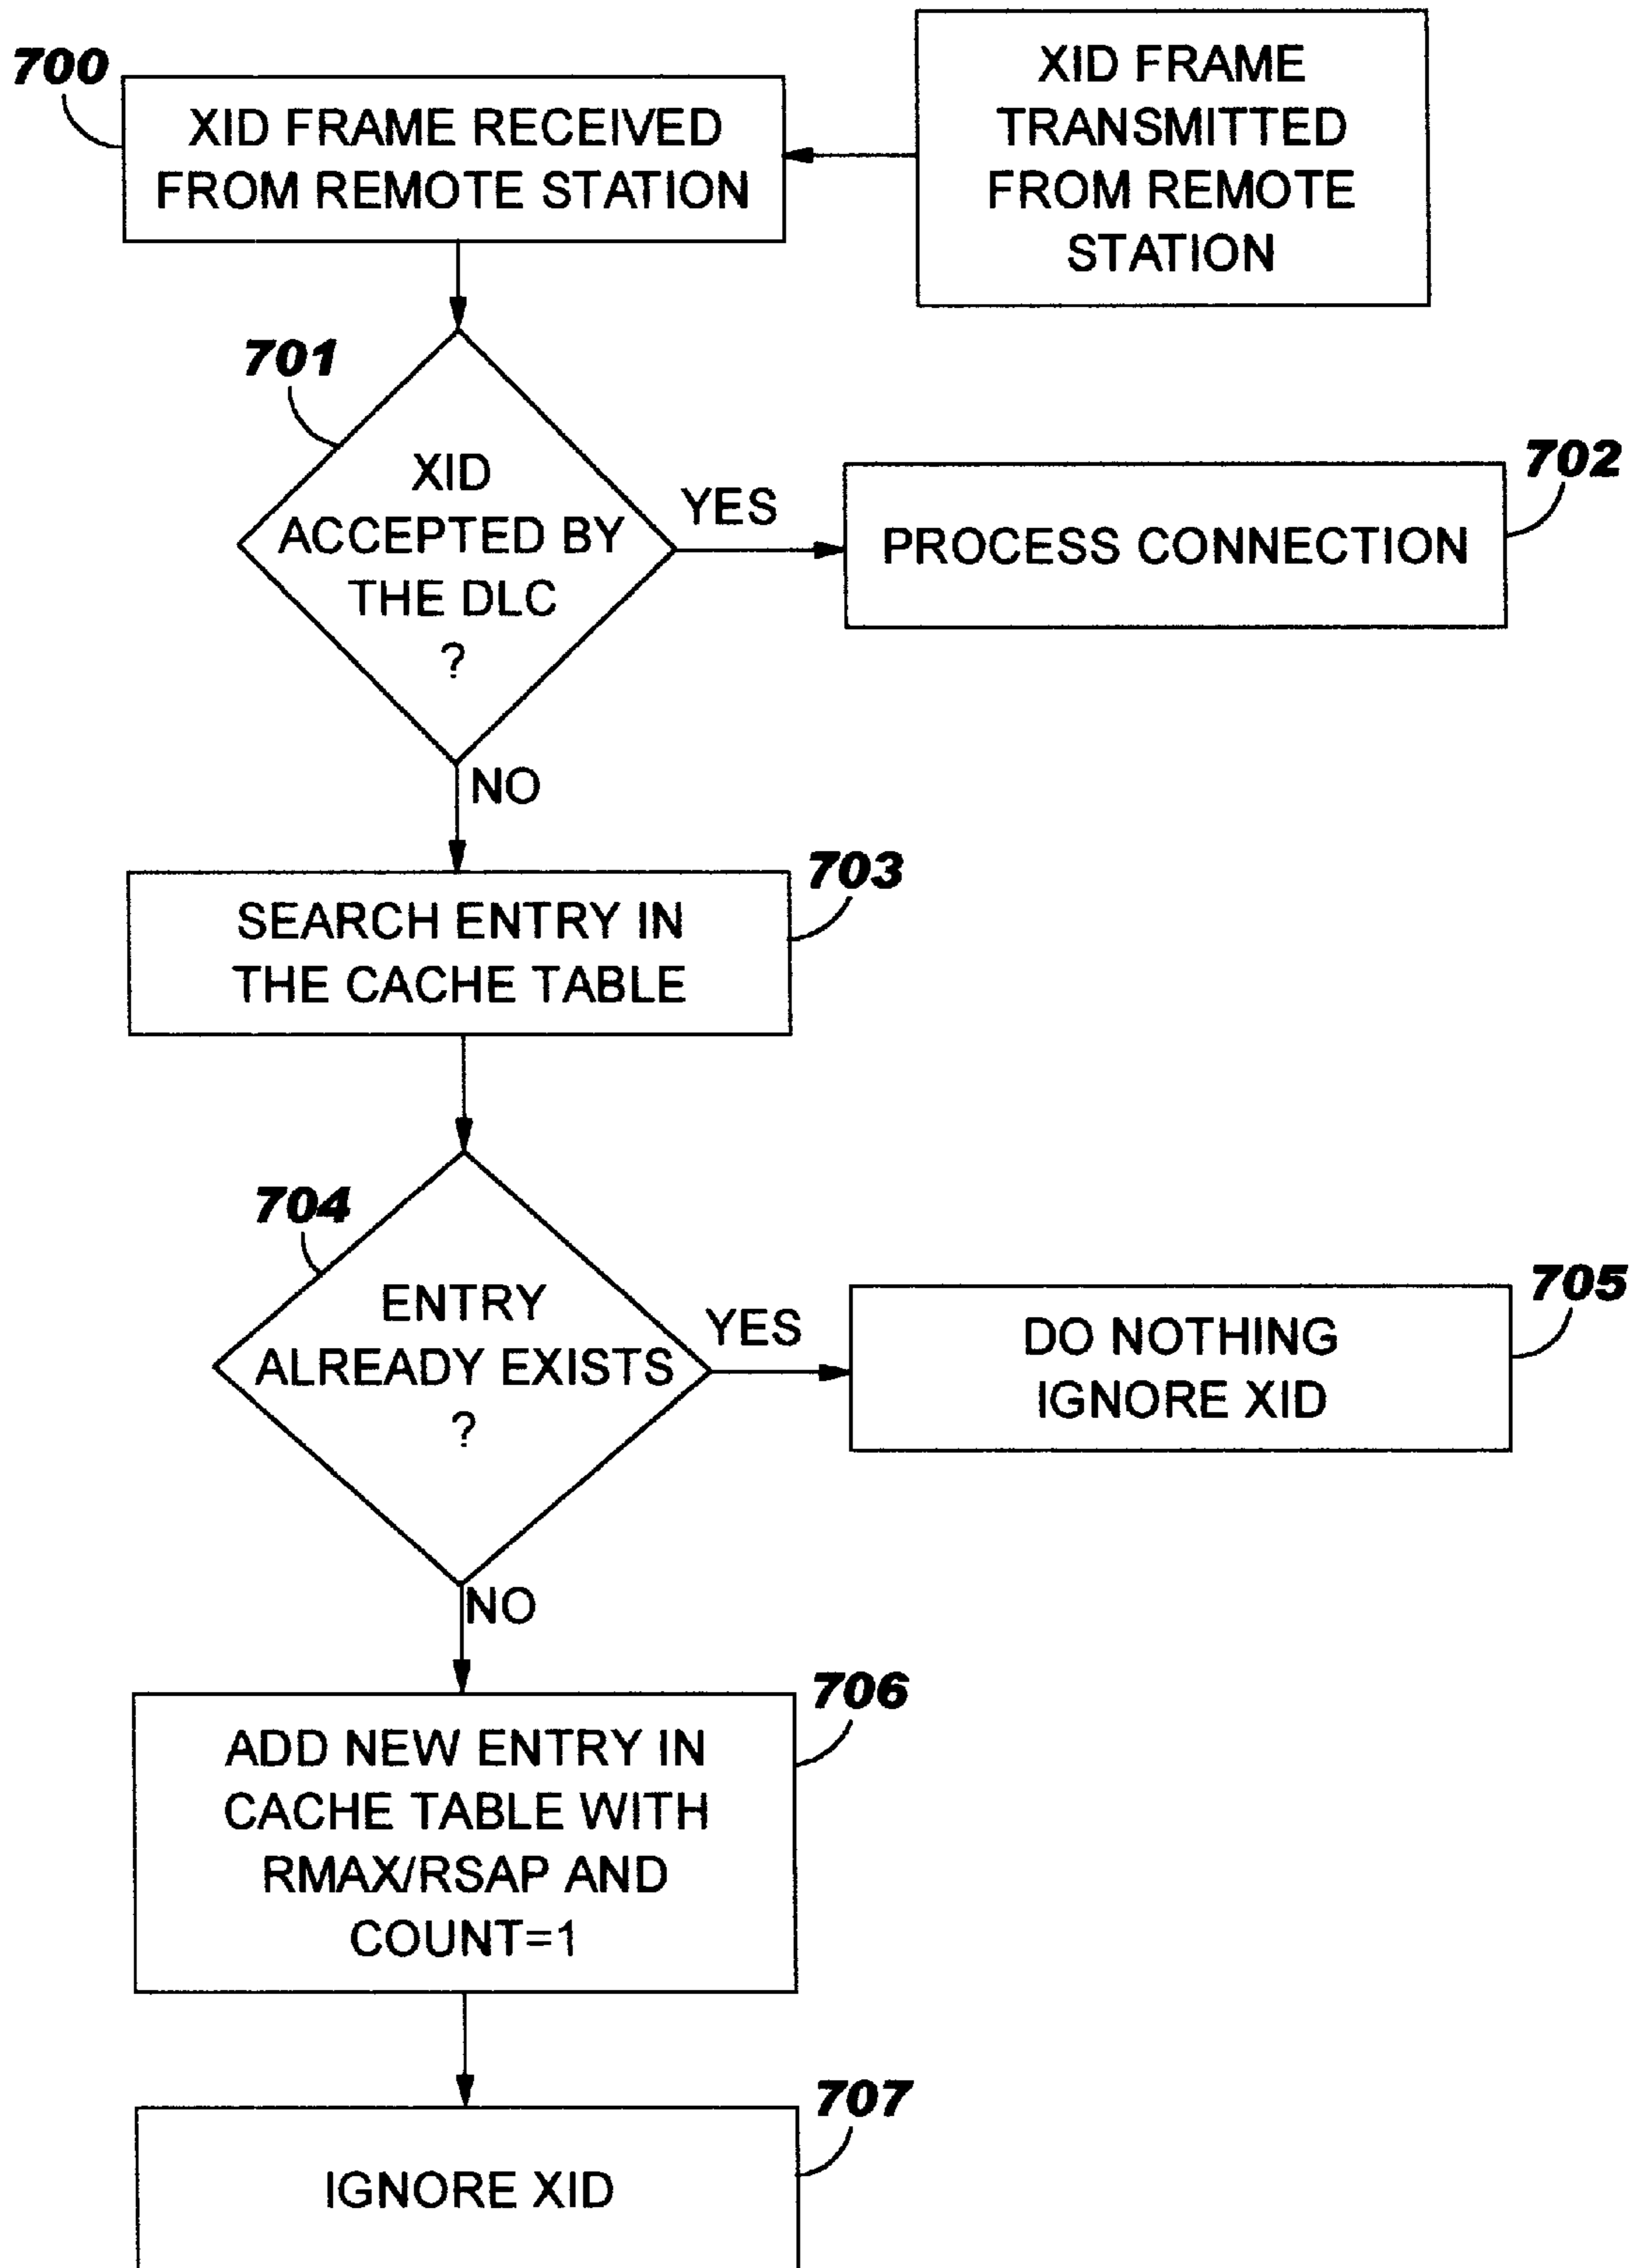 700
XID FRAME RECEIVED
FROM REMOTE STATION
XID FRAME
TRANSMITTED
FROM REMOTE
STATION
701
XID
ACCEPTED BY
THE DLC
?
YES
702
PROCESS CONNECTION
NO
703
SEARCH ENTRY IN
THE CACHE TABLE
704
ENTRY
ALREADY EXISTS
?
YES
705
DO NOTHING
IGNORE XID
NO
706
ADD NEW ENTRY IN
CACHE TABLE WITH
RMAX/RSAP AND
COUNT=1
707
IGNORE XID